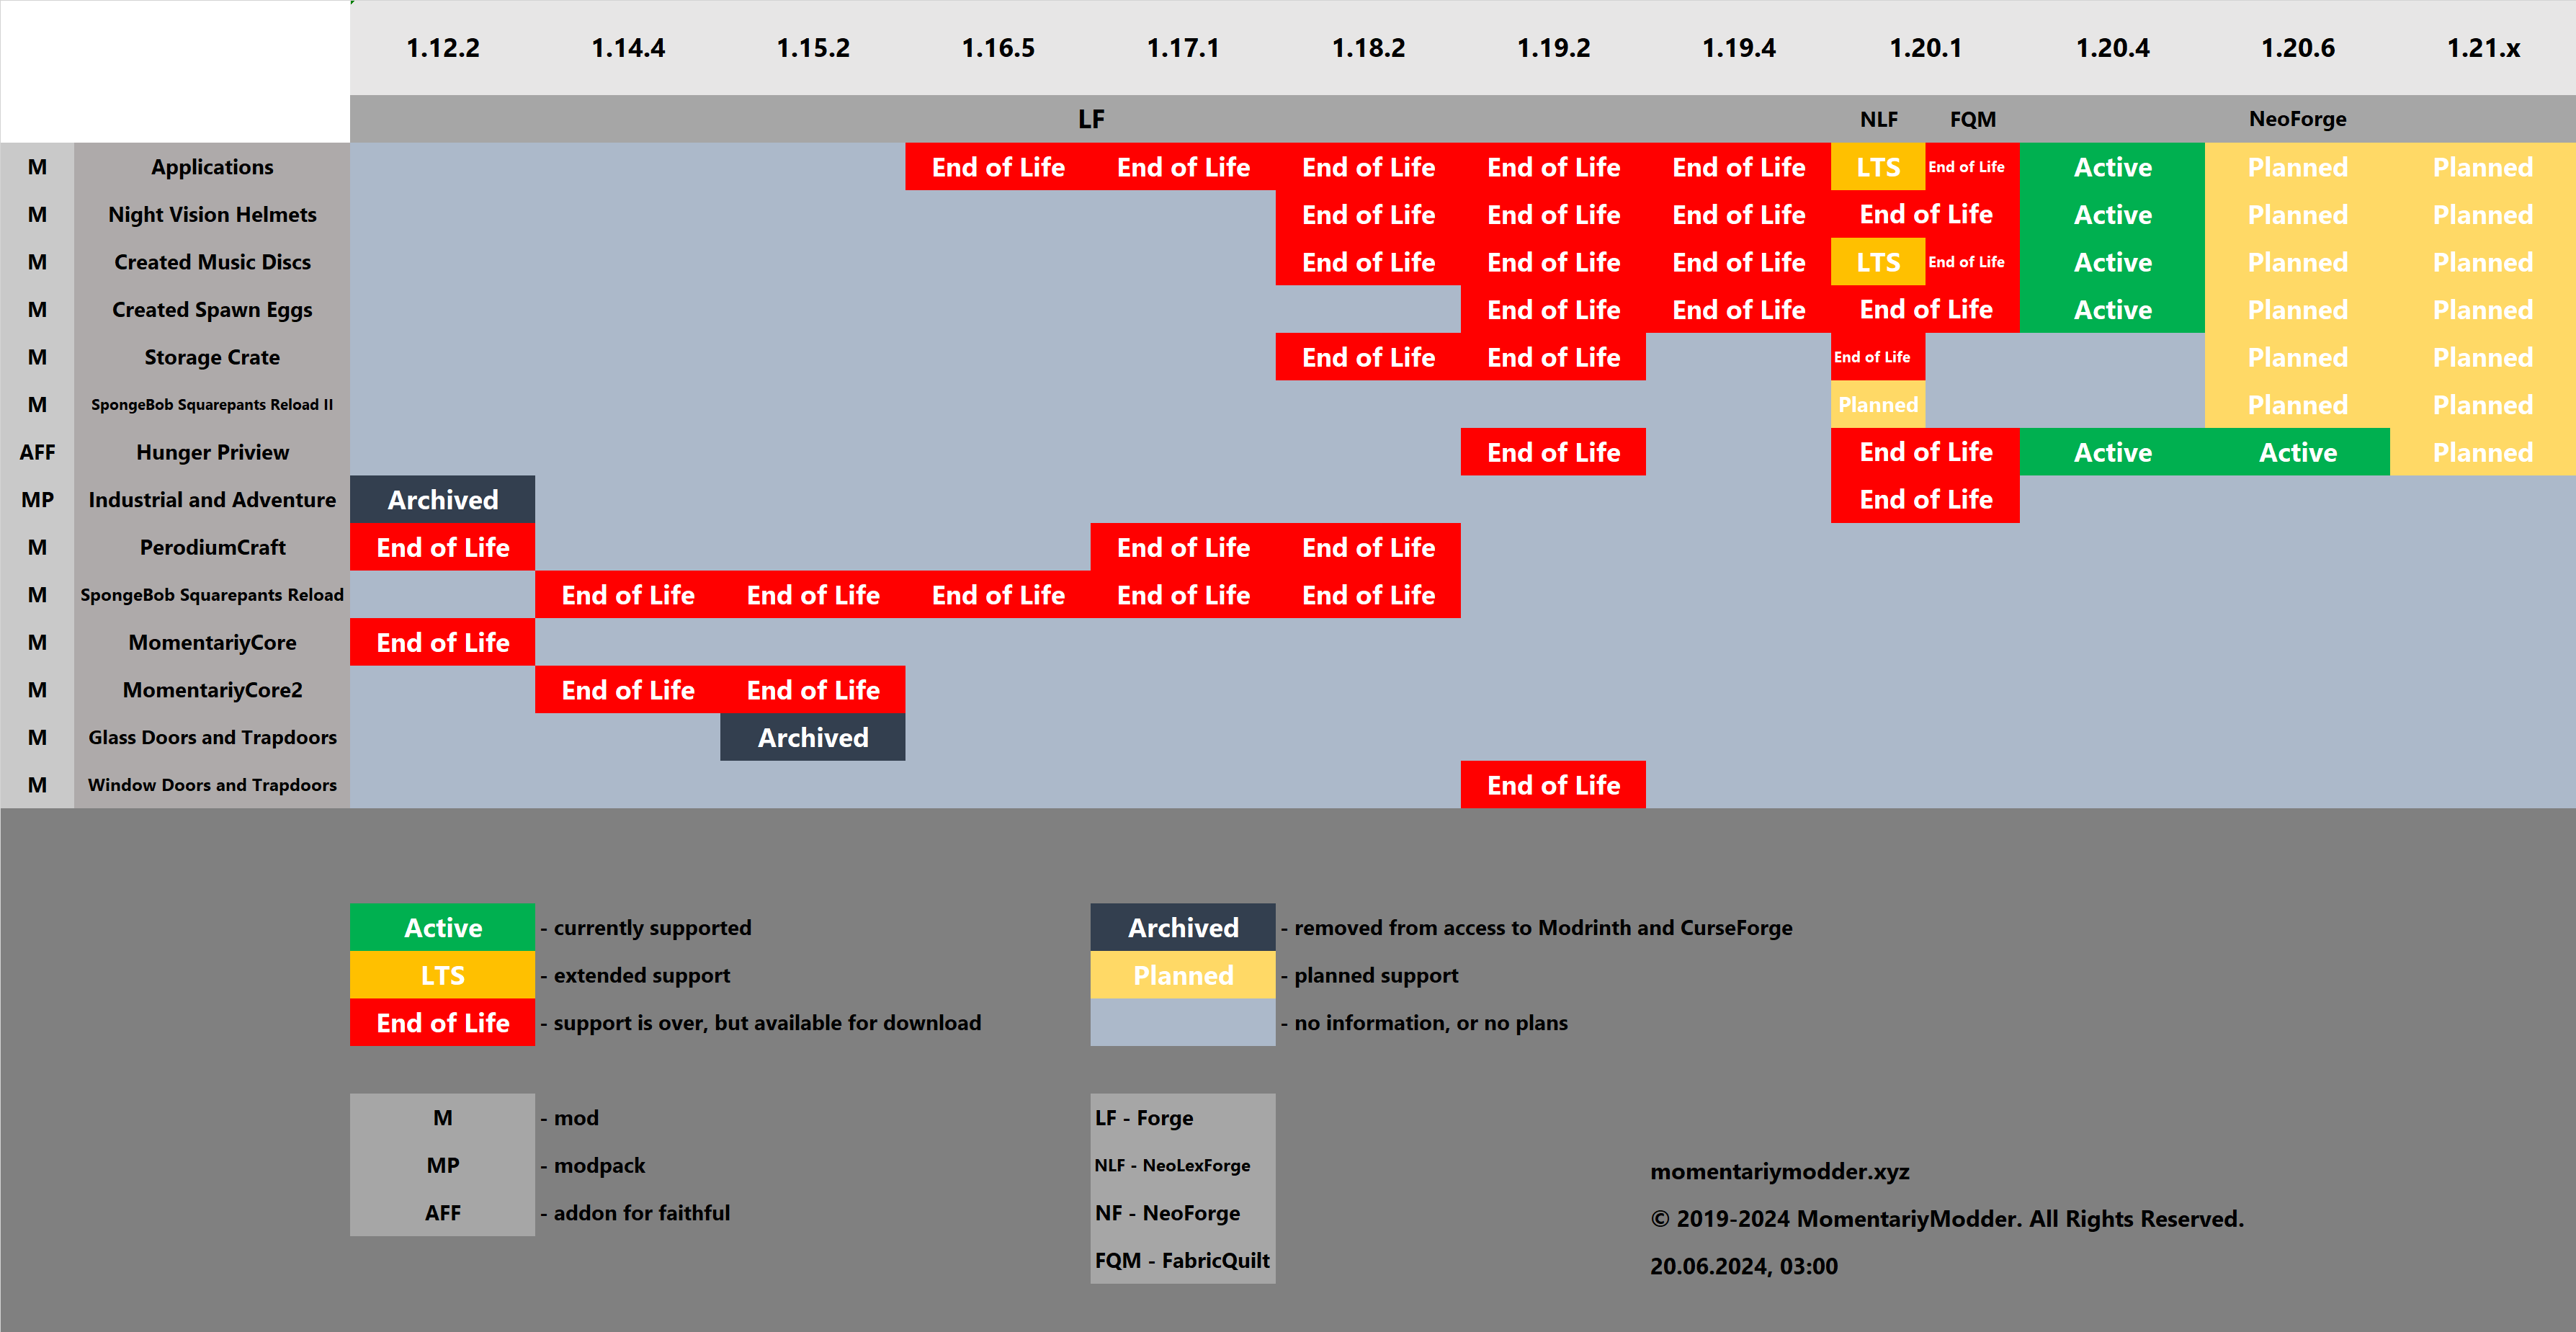 1.12.2 1.14.4 1.15.2 1.16.5 1.17.1 1.18.2 1.19.2 1.19.4 1.20.1 1.20.4 1.20.6 1.21.x
LF NLF FQM NeoForge
M Applications End of Life End of Life End of Life End of Life End of Life LTS End of Life Active Planned Planned
M Night Vision Helmets End of Life End of Life End of Life End of Life Active Planned Planned
M Created Music Discs End of Life End of Life End of Life LTS End of Life Active Planned Planned
M Created Spawn Eggs End of Life End of Life End of Life Active Planned Planned
M Storage Crate End of Life End of Life End of Life Planned Planned
M SpongeBob Squarepants Reload II Planned Planned Planned
AFF Hunger Priview End of Life End of Life Active Active Planned
MP Industrial and Adventure Archived End of Life
M PerodiumCraft End of Life End of Life End of Life
M SpongeBob Squarepants Reload End of Life End of Life End of Life End of Life End of Life
M MomentariyCore End of Life
M MomentariyCore2 End of Life End of Life
M Glass Doors and Trapdoors Archived
M Window Doors and Trapdoors End of Life
Active - currently supported
LTS - extended support
End of Life - support is over, but available for download
Archived - removed from access to Modrinth and CurseForge
Planned - planned support
- no information, or no plans
M - mod
MP - modpack
AFF - addon for faithful
LF - Forge
NLF - NeoLexForge
NF - NeoForge
FQM - FabricQuilt
momentariymodder.xyz
© 2019-2024 MomentariyModder. All Rights Reserved.
20.06.2024, 03:00